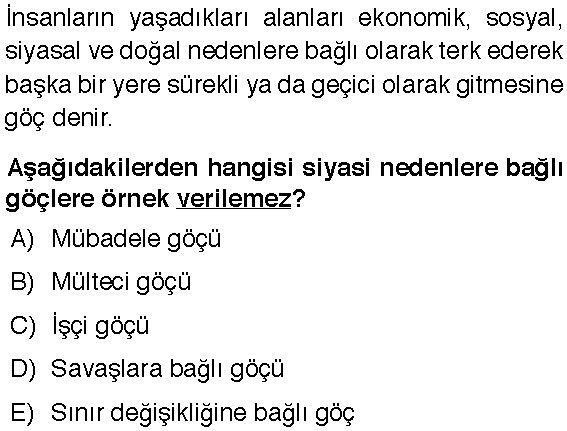 İnsanların yaşadıkları alanları ekonomik, sosyal,
siyasal ve doğal nedenlere bağlı olarak terk ederek
başka bir yere sürekli ya da geçici olarak gitmesine
göç denir.
Aşağıdakilerden hangisi siyasi nedenlere bağlı
göçlere örnek verilemez?
A) Mübadele göçü
B) Mülteci göçü
C) İşçi göçü
D) Savaşlara bağlı göçü
E) Sınır değişikliğine bağlı göç